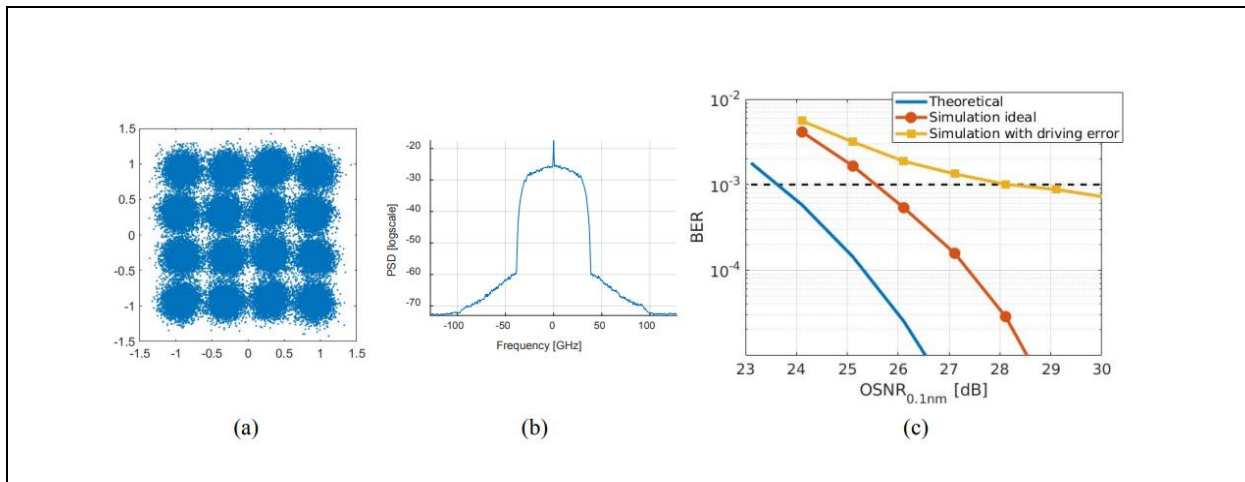 1.5
1
0.5
0
-0.5
-1
-1.5
-1.5 -1 -0.5 0 0.5 1 1.5
(a)
PSD [logscale]
-20
-30
-40
-50
-60
-70
-100 -50 0 50 100
Frequency [GHz]
(b)
Theoretical
Simulation ideal
Simulation with driving error
BER
10-2
10-3
10-4
23 24 25 26 27 28 29 30
OSNR0.1nm [dB]
(c)